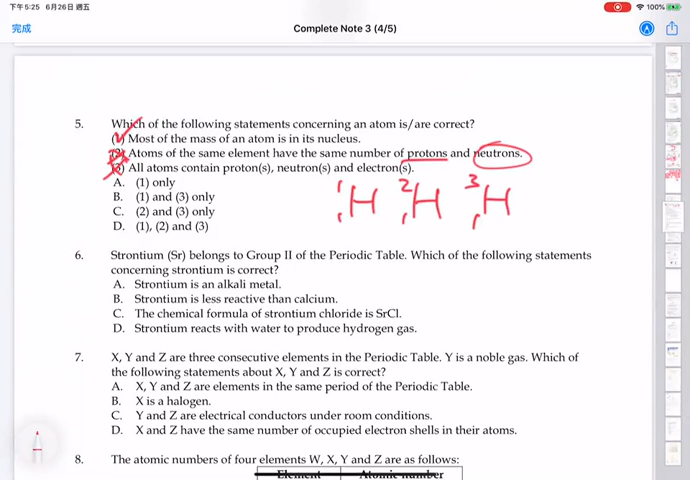 下午5:25 6月26日 週五
100%
完成
Complete Note 3 (4/5)
5. Which of the following statements concerning an atom is/are correct?
(1) Most of the mass of an atom is in its nucleus.
(2) Atoms of the same element have the same number of protons and neutrons.
(3) All atoms contain proton(s), neutron(s) and electron(s).
A. (1) only
B. (1) and (3) only
C. (2) and (3) only
D. (1), (2) and (3)
1 H 1 2 H 1 3 H 1
6. Strontium (Sr) belongs to Group II of the Periodic Table. Which of the following statements
concerning strontium is correct?
A. Strontium is an alkali metal.
B. Strontium is less reactive than calcium.
C. The chemical formula of strontium chloride is SrCl.
D. Strontium reacts with water to produce hydrogen gas.
7. X, Y and Z are three consecutive elements in the Periodic Table. Y is a noble gas. Which of
the following statements about X, Y and Z is correct?
A. X, Y and Z are elements in the same period of the Periodic Table.
B. X is a halogen.
C. Y and Z are electrical conductors under room conditions.
D. X and Z have the same number of occupied electron shells in their atoms.
8. The atomic numbers of four elements W, X, Y and Z are as follows:
Element Atomic number